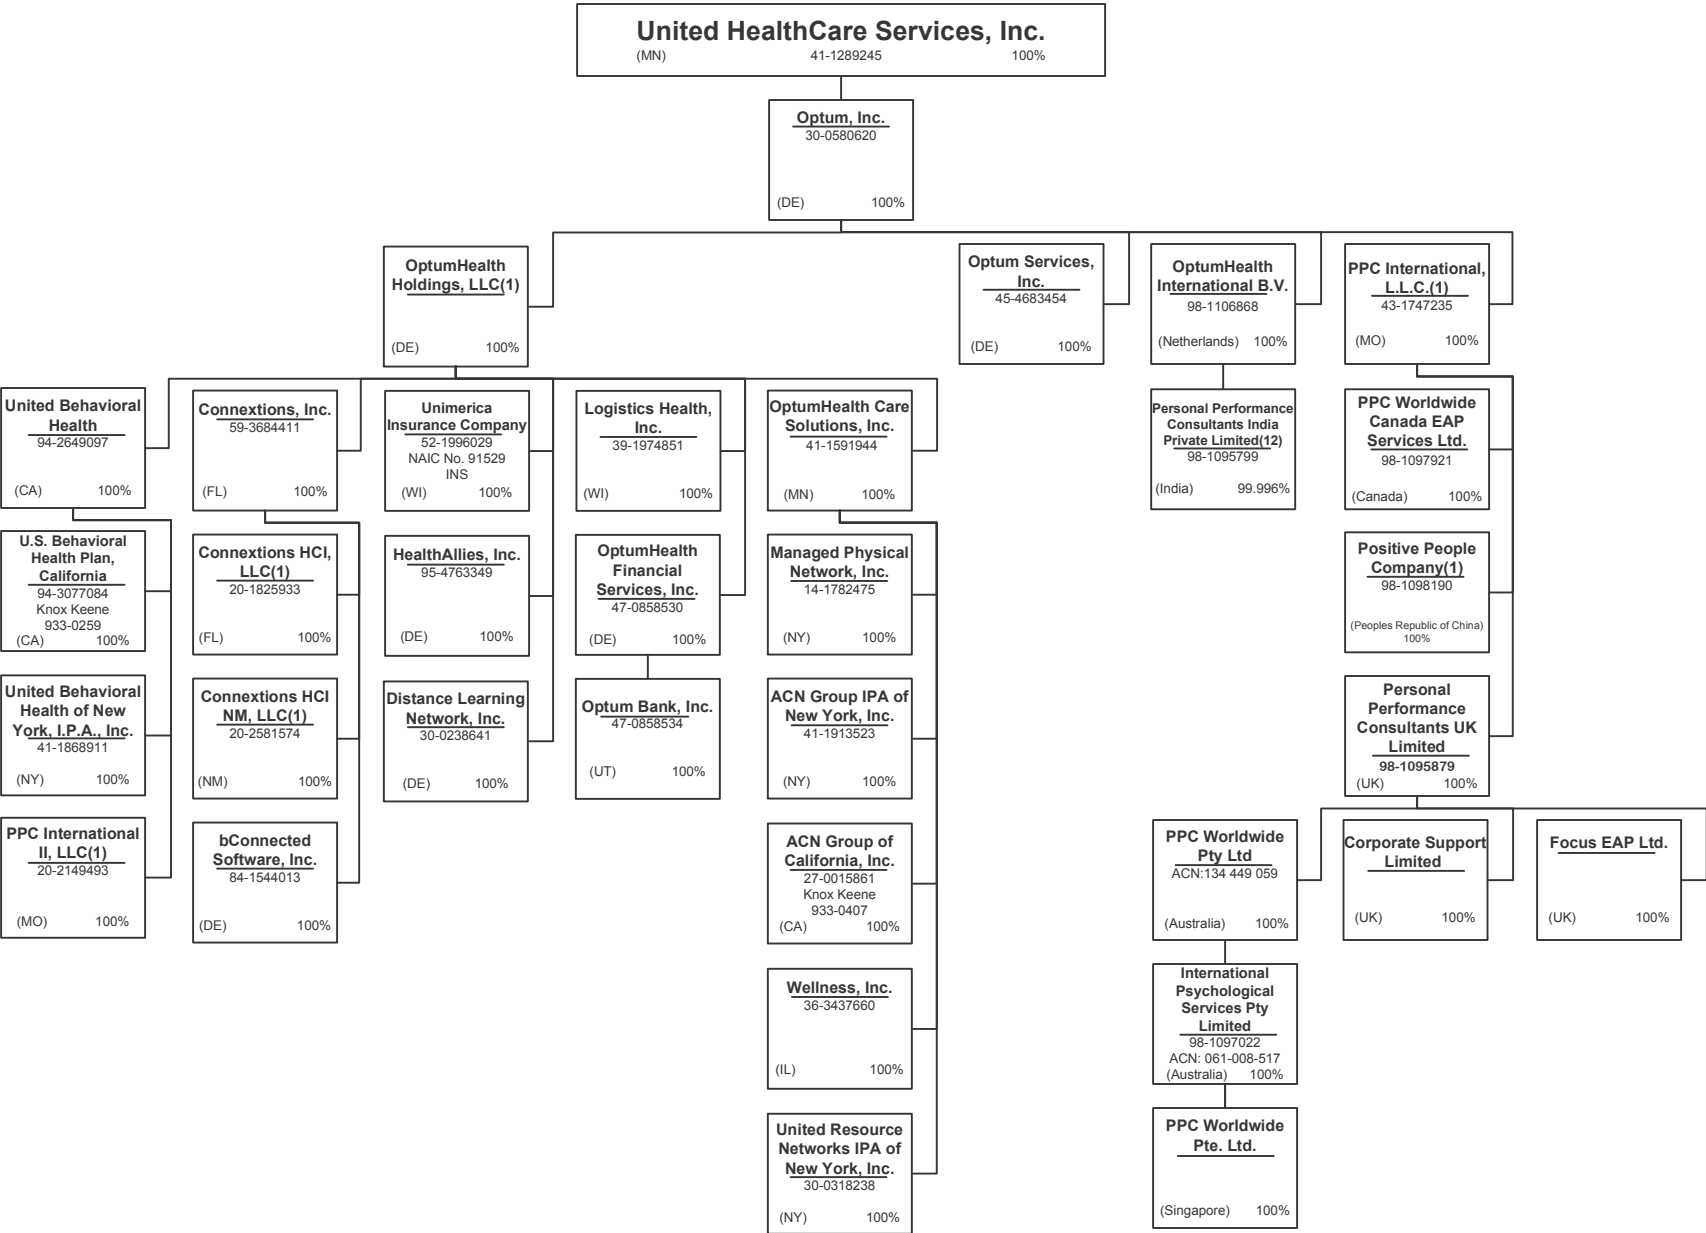 United HealthCare Services, Inc.
(MN) 41-1289245 100%
Optum, Inc.
30-0580620
(DE) 100%
OptumHealth
Holdings, LLC(1)
(DE) 100%
Optum Services,
Inc.
45-4683454
(DE) 100%
OptumHealth
International B.V.
98-1106868
(Netherlands) 100%
PPC International,
L.L.C.(1)
43-1747235
(MO) 100%
United Behavioral
Health
94-2649097
(CA) 100%
Connextions, Inc.
59-3684411
(FL) 100%
Unimerica
Insurance Company
52-1996029
NAIC No. 91529
INS
(WI) 100%
Logistics Health,
Inc.
39-1974851
(WI) 100%
OptumHealth Care
Solutions, Inc.
41-1591944
(MN) 100%
Personal Performance
Consultants India
Private Limited(12)
98-1095799
(India) 99.996%
PPC Worldwide
Canada EAP
Services Ltd.
98-1097921
(Canada) 100%
U.S. Behavioral
Health Plan,
California
94-3077084
Knox Keene
933-0259
(CA) 100%
Connextions HCI,
LLC(1)
20-1825933
(FL) 100%
HealthAllies, Inc.
95-4763349
(DE) 100%
OptumHealth
Financial
Services, Inc.
47-0858530
(DE) 100%
Managed Physical
Network, Inc.
14-1782475
(NY) 100%
Positive People
Company(1)
98-1098190
(Peoples Republic of China)
100%
United Behavioral
Health of New
York, I.P.A., Inc.
41-1868911
(NY) 100%
Connextions HCI
NM, LLC(1)
20-2581574
(NM) 100%
Distance Learning
Network, Inc.
30-0238641
(DE) 100%
Optum Bank, Inc.
47-0858534
(UT) 100%
ACN Group IPA of
New York, Inc.
41-1913523
(NY) 100%
Personal
Performance
Consultants UK
Limited
98-1095879
(UK) 100%
PPC International
II, LLC(1)
20-2149493
(MO) 100%
bConnected
Software, Inc.
84-1544013
(DE) 100%
ACN Group of
California, Inc.
27-0015861
Knox Keene
933-0407
(CA) 100%
PPC Worldwide
Pty Ltd
ACN:134 449 059
(Australia) 100%
Corporate Support
Limited
(UK) 100%
Focus EAP Ltd.
(UK) 100%
Wellness, Inc.
36-3437660
(IL) 100%
International
Psychological
Services Pty
Limited
98-1097022
ACN: 061-008-517
(Australia) 100%
United Resource
Networks IPA of
New York, Inc.
30-0318238
(NY) 100%
PPC Worldwide
Pte. Ltd.
(Singapore) 100%